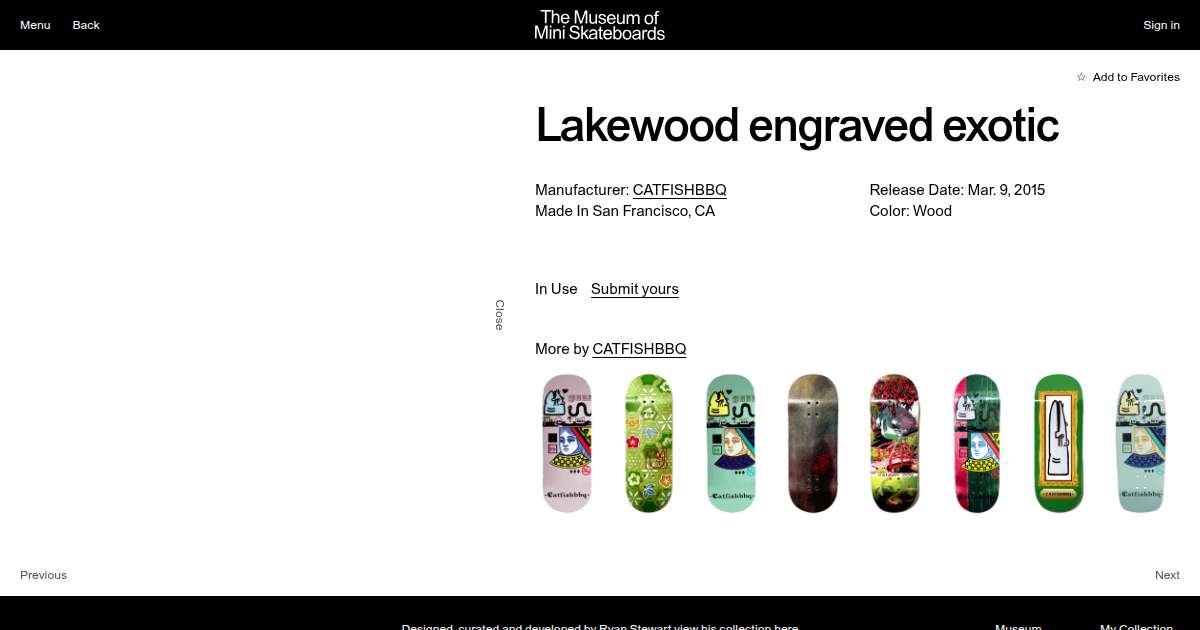 Menu
Back
The Museum of
Mini Skateboards
Sign in
☆ Add to Favorites
Lakewood engraved exotic
Manufacturer: CATFISHBBQ
Made In San Francisco, CA
Release Date: Mar. 9, 2015
Color: Wood
In Use Submit yours
Close
More by CATFISHBBQ
Catfishbbq
Catfishbbq
CATFISHBBQ
Catfishbbq
Previous
Next
Designed, curated and developed by Ryan Stewart view his collection here
Museum
My Collection